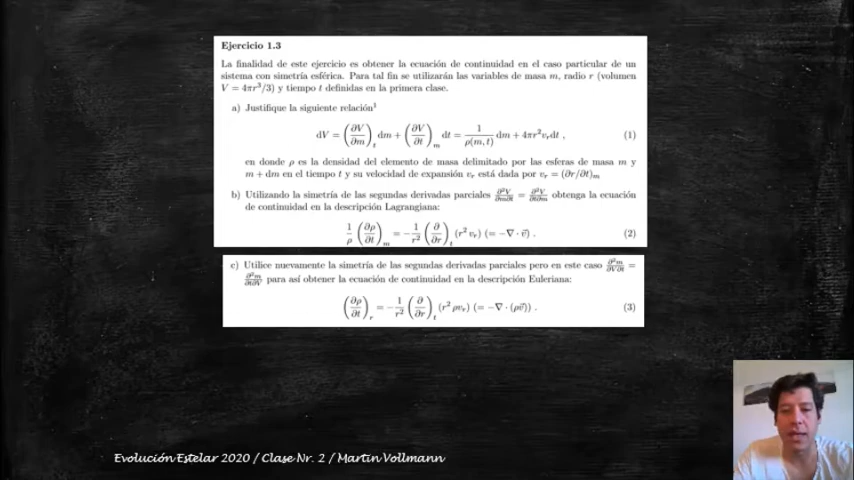 Ejercicio 1.3
La finalidad de este ejercicio es obtener la ecuación de continuidad en el caso particular de un
sistema con simetría esférica. Para tal fin se utilizarán las variables de masa m, radio r (volumen
V = 4πr³/3) y tiempo t definidas en la primera clase.
a) Justifique la siguiente relación¹
dV = (∂V/∂m)_t dm + (∂V/∂t)_m dt = 1/ρ(m,t) dm + 4πr²v_r dt , (1)
en donde ρ es la densidad del elemento de masa delimitado por las esferas de masa m y
m + dm en el tiempo t y su velocidad de expansión v_r está dada por v_r = (∂r/∂t)_m
b) Utilizando la simetría de las segundas derivadas parciales ∂²V/∂m∂t = ∂²V/∂t∂m obtenga la ecuación
de continuidad en la descripción Lagrangiana:
1/ρ (∂ρ/∂t)_m = −1/r² (∂/∂r)_t (r² v_r) (= −∇ · v⃗) . (2)
c) Utilice nuevamente la simetría de las segundas derivadas parciales pero en este caso ∂²m/∂V∂t =
∂²m/∂t∂V para así obtener la ecuación de continuidad en la descripción Euleriana:
(∂ρ/∂t)_r = −1/r² (∂/∂r)_t (r² ρv_r) (= −∇ · (ρv⃗)) . (3)
Evolución Estelar 2020 / Clase Nr. 2 / Martin Vollmann